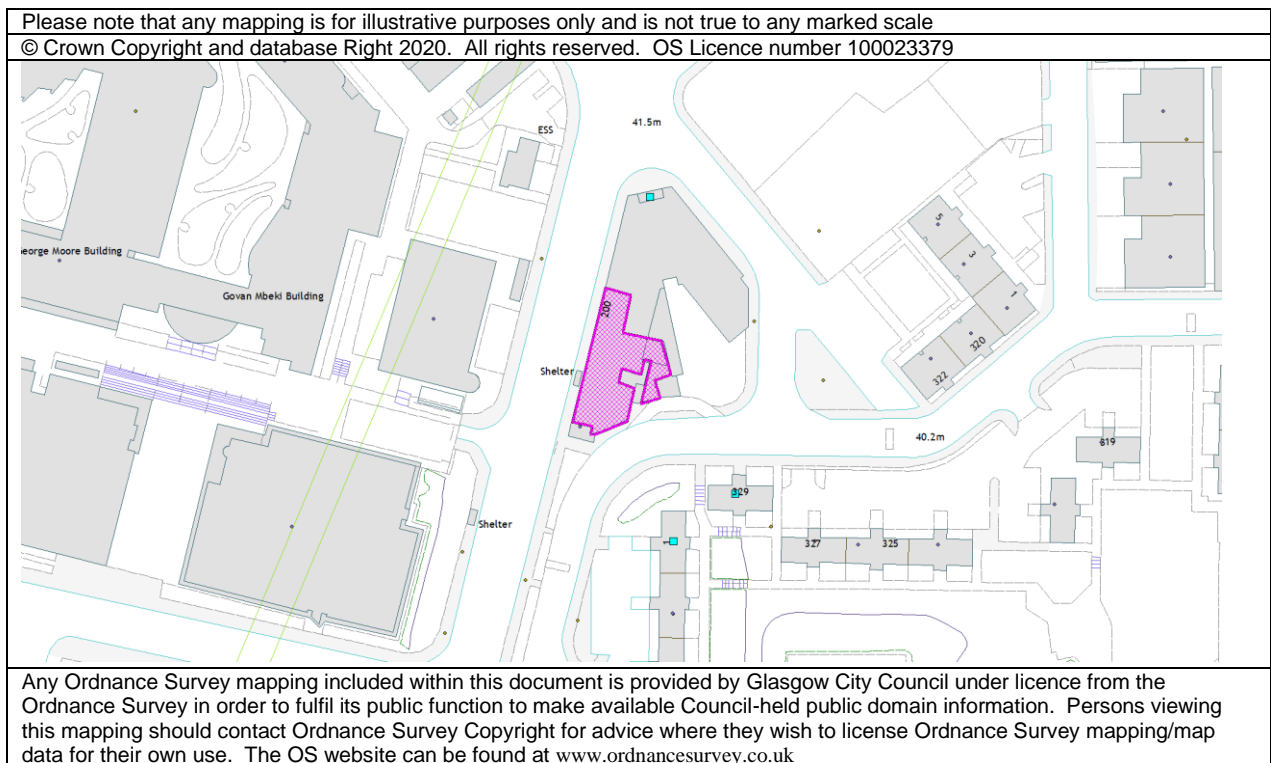 Please note that any mapping is for illustrative purposes only and is not true to any marked scale
© Crown Copyright and database Right 2020. All rights reserved. OS Licence number 100023379
41.5m
ESS
5
3
1
George Moore Building
Govan Mbeki Building
200
320
322
Shelter
40.2m
319
329
Shelter
1
327
325
Any Ordnance Survey mapping included within this document is provided by Glasgow City Council under licence from the
Ordnance Survey in order to fulfil its public function to make available Council-held public domain information. Persons viewing
this mapping should contact Ordnance Survey Copyright for advice where they wish to license Ordnance Survey mapping/map
data for their own use. The OS website can be found at www.ordnancesurvey.co.uk